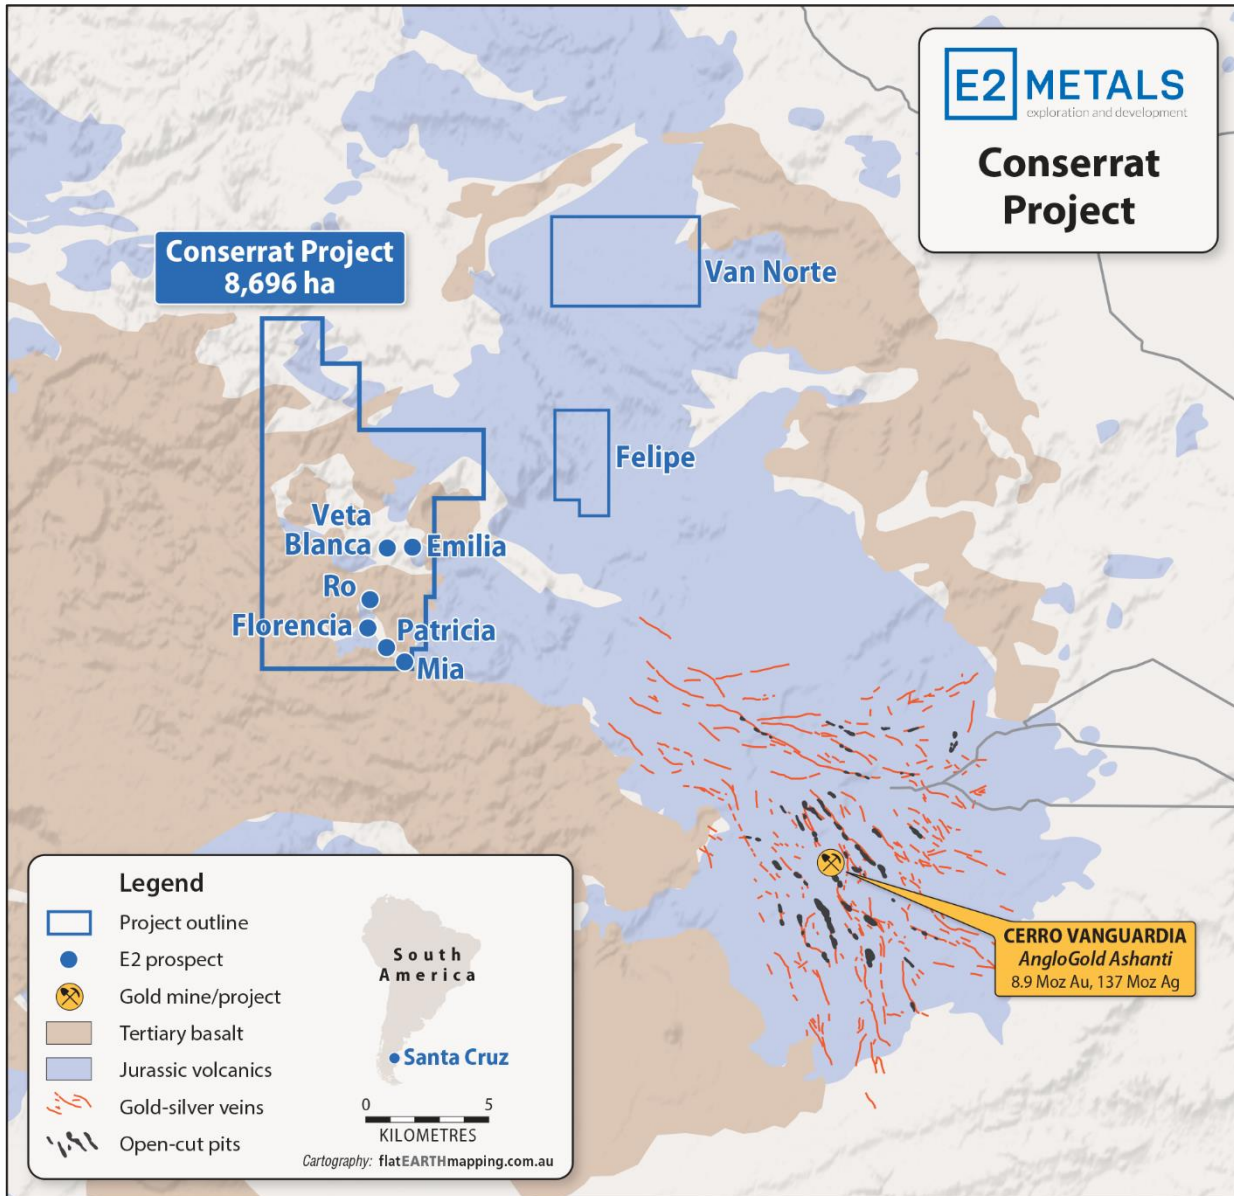 E2 METALS
exploration and development
Conserrat
Project
Conserrat Project
8,696 ha
Van Norte
Felipe
Veta
Blanca
Emilia
Ro
Florencia
Patricia
Mia
CERRO VANGUARDIA
AngloGold Ashanti
8.9 Moz Au, 137 Moz Ag
Legend
Project outline
E2 prospect
Gold mine/project
Tertiary basalt
Jurassic volcanics
Gold-silver veins
Open-cut pits
South
America
Santa Cruz
0 5
KILOMETRES
Cartography: flatEARTHmapping.com.au